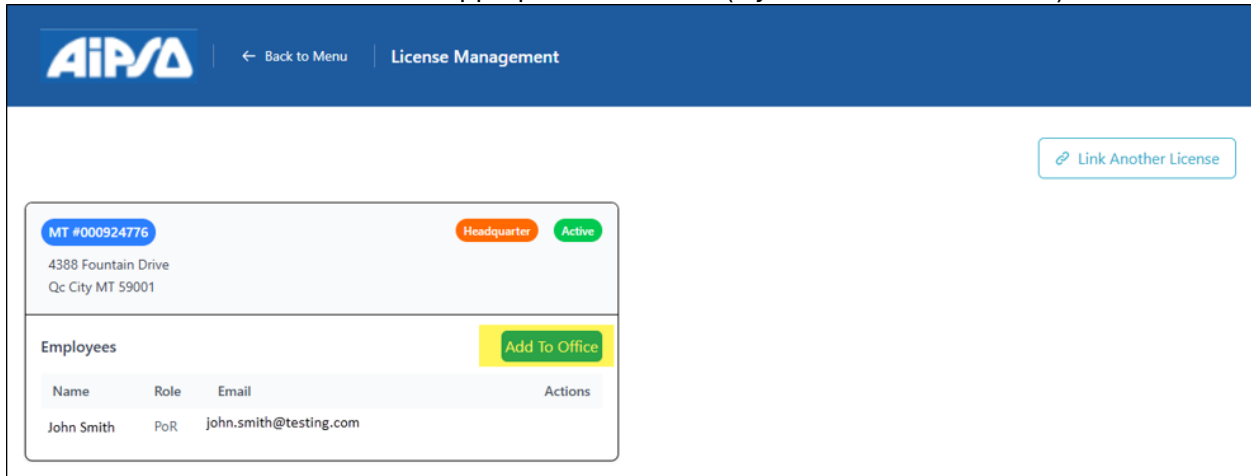 AiPSO
← Back to Menu
License Management
Link Another License
MT #000924776
Headquarter
Active
4388 Fountain Drive
Qc City MT 59001
Employees
Add To Office
Name Role Email Actions
John Smith PoR john.smith@testing.com